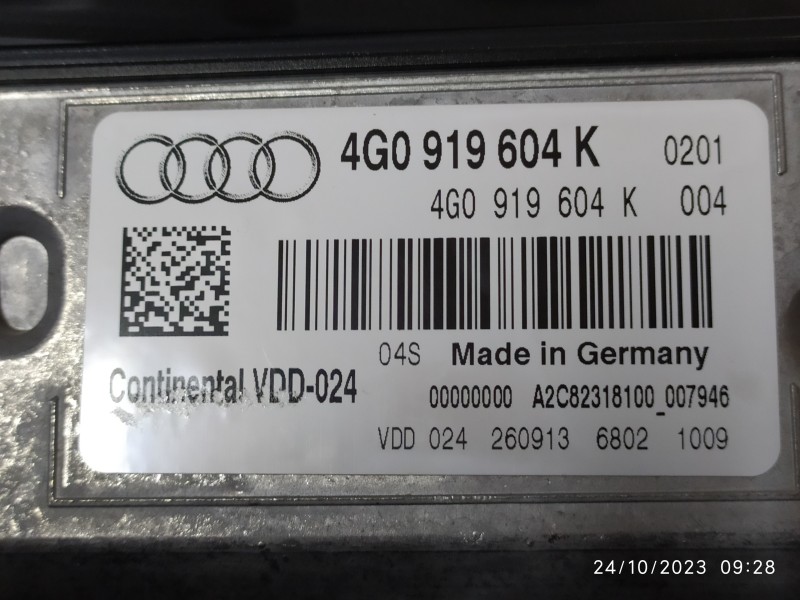 4G0 919 604 K 0201
4G0 919 604 K 004
04S Made in Germany
Continental VDD-024
00000000 A2C82318100_007946
VDD 024 260913 6802 1009
24/10/2023 09:28